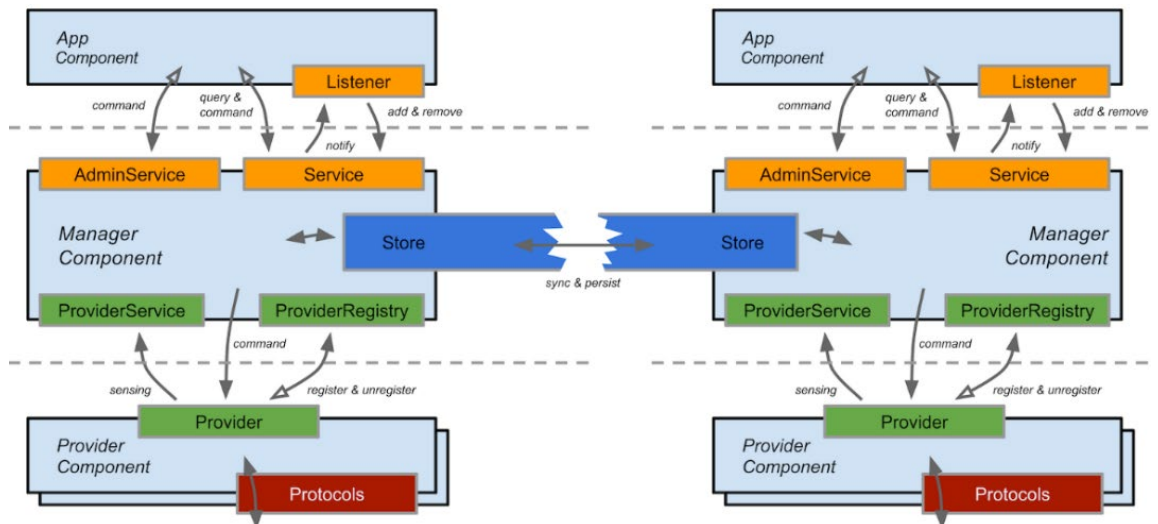 App
Component
Listener
command
query &
command
add & remove
notify
AdminService
Service
Manager
Component
Store
ProviderService
ProviderRegistry
command
sensing
register & unregister
Provider
Provider
Component
Protocols
sync & persist
App
Component
Listener
command
query &
command
add & remove
notify
AdminService
Service
Store
Manager
Component
ProviderService
ProviderRegistry
command
sensing
register & unregister
Provider
Provider
Component
Protocols